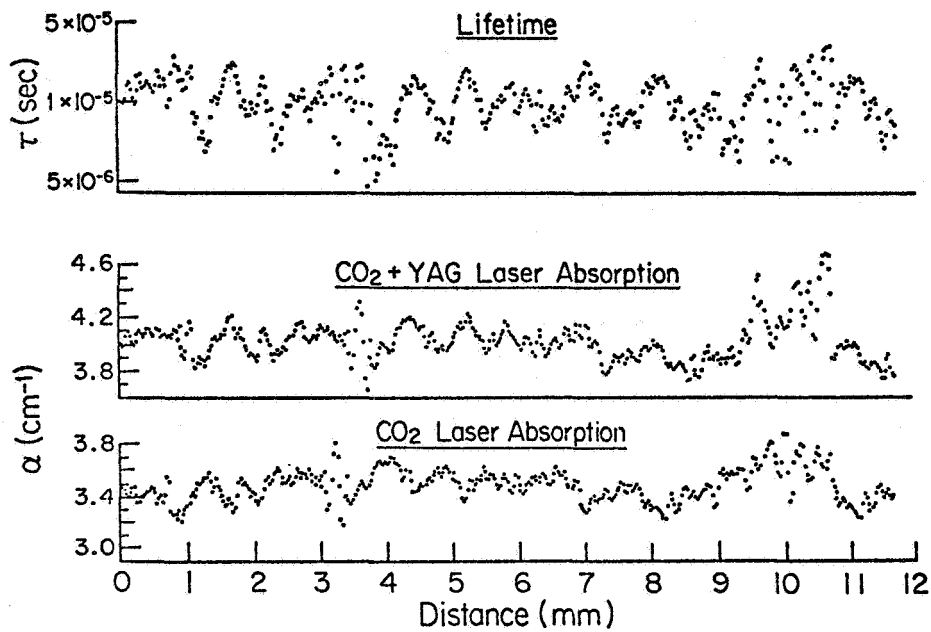 Lifetime
5×10⁻⁵
1×10⁻⁵
5×10⁻⁶
τ (sec)
CO₂ + YAG Laser Absorption
4.6
4.2
3.8
α (cm⁻¹)
CO₂ Laser Absorption
3.8
3.4
3.0
0 1 2 3 4 5 6 7 8 9 10 11 12
Distance (mm)